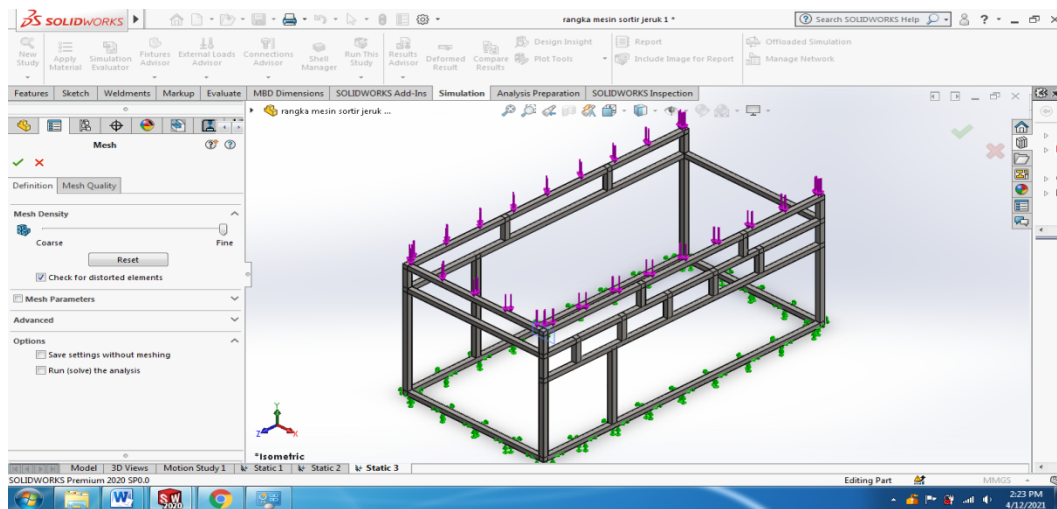 SOLIDWORKS
rangka mesin sortir jeruk 1 *
Search SOLIDWORKS Help
New Study
Apply Material
Simulation Evaluator
Fixtures Advisor
External Loads Advisor
Connections Advisor
Shell Manager
Run This Study
Results Advisor
Deformed Result
Compare Results
Design Insight
Plot Tools
Report
Include Image for Report
Offloaded Simulation
Manage Network
Features Sketch Weldments Markup Evaluate MBD Dimensions SOLIDWORKS Add-Ins Simulation Analysis Preparation SOLIDWORKS Inspection
rangka mesin sortir jeruk ...
Mesh
Definition Mesh Quality
Mesh Density
Coarse Fine
Reset
Check for distorted elements
Mesh Parameters
Advanced
Options
Save settings without meshing
Run (solve) the analysis
Y
Z X
*Isometric
Model 3D Views Motion Study 1 Static 1 Static 2 Static 3
SOLIDWORKS Premium 2020 SP0.0 Editing Part MMGS
W SW 2020
2:23 PM
4/12/2021